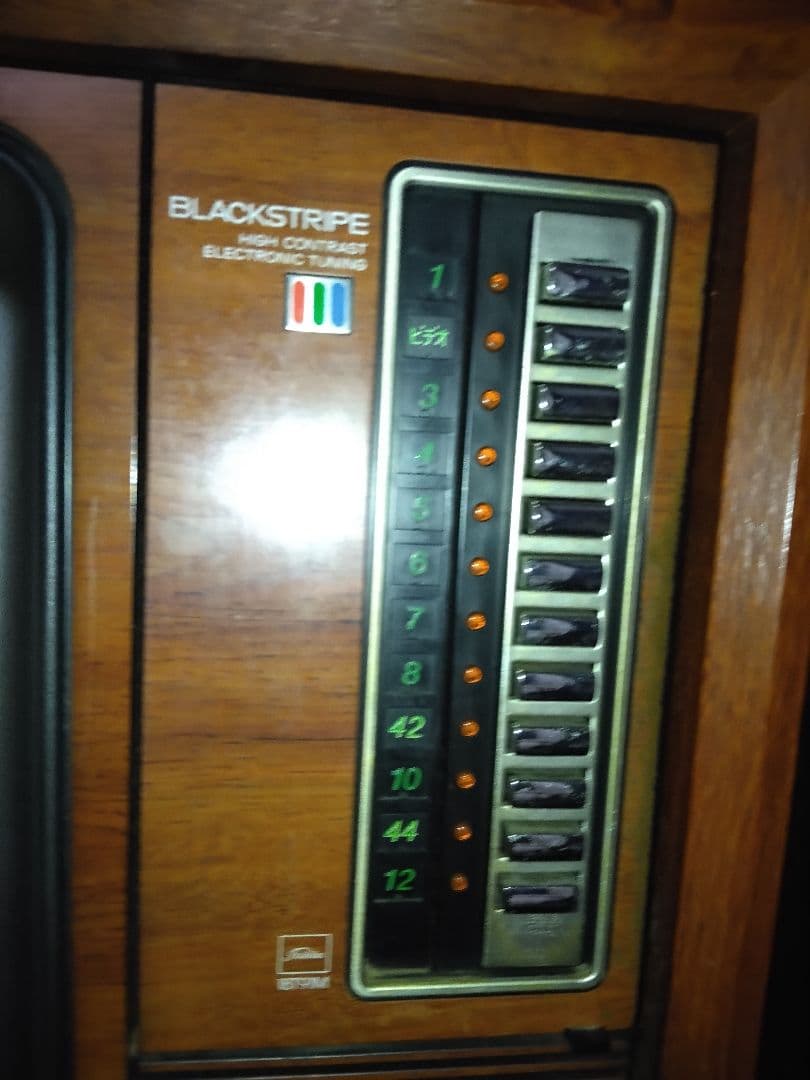 BLACKSTRIPE
HIGH CONTRAST
ELECTRONIC TUNING
1
ビデオ
3
4
5
6
7
8
42
10
44
12